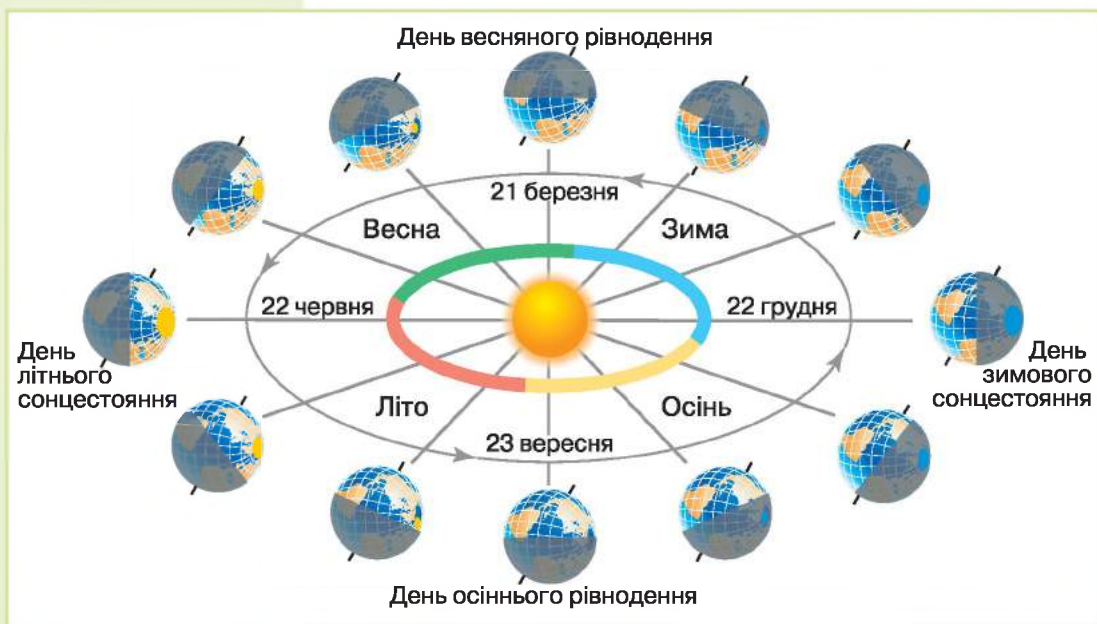 День весняного рівнодення
21 березня
Весна
Зима
22 червня
22 грудня
День
літнього
сонцестояння
День
зимового
сонцестояння
Літо
Осінь
23 вересня
День осіннього рівнодення